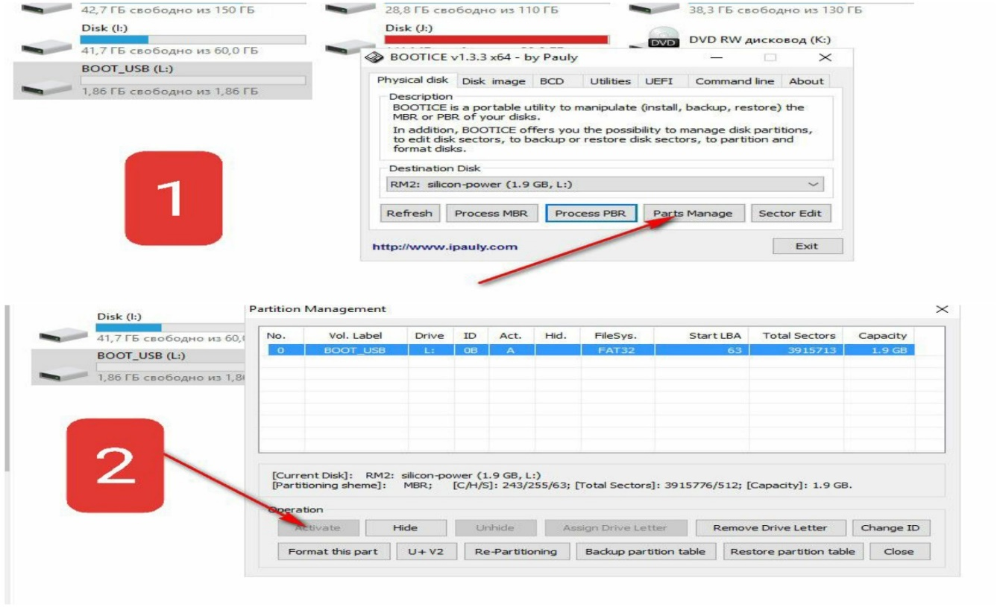 42,7 ГБ свободно из 150 ГБ
28,8 ГБ свободно из 110 ГБ
38,3 ГБ свободно из 130 ГБ
Disk (I:)
41,7 ГБ свободно из 60,0 ГБ
Disk (J:)
DVD RW дисковод (K:)
DVD
BOOT_USB (L:)
1,86 ГБ свободно из 1,86 ГБ
1
BOOTICE v1.3.3 x64 - by Pauly
Physical disk Disk image BCD Utilities UEFI Command line About
Description
BOOTICE is a portable utility to manipulate (install, backup, restore) the
MBR or PBR of your disks.
In addition, BOOTICE offers you the possibility to manage disk partitions,
to edit disk sectors, to backup or restore disk sectors, to partition and
format disks.
Destination Disk
RM2: silicon-power (1.9 GB, L:)
Refresh Process MBR Process PBR Parts Manage Sector Edit
http://www.ipauly.com
Exit
Disk (I:)
41,7 ГБ свободно из 60,
BOOT_USB (L:)
1,86 ГБ свободно из 1,8
2
Partition Management
No. Vol. Label Drive ID Act. Hid. FileSys. Start LBA Total Sectors Capacity
0 BOOT_USB L: 0B A FAT32 63 3915713 1.9 GB
[Current Disk]: RM2: silicon-power (1.9 GB, L:)
[Partitioning sheme]: MBR; [C/H/S]: 243/255/63; [Total Sectors]: 3915776/512; [Capacity]: 1.9 GB.
Operation
Activate Hide Unhide Assign Drive Letter Remove Drive Letter Change ID
Format this part U+ V2 Re-Partitioning Backup partition table Restore partition table Close